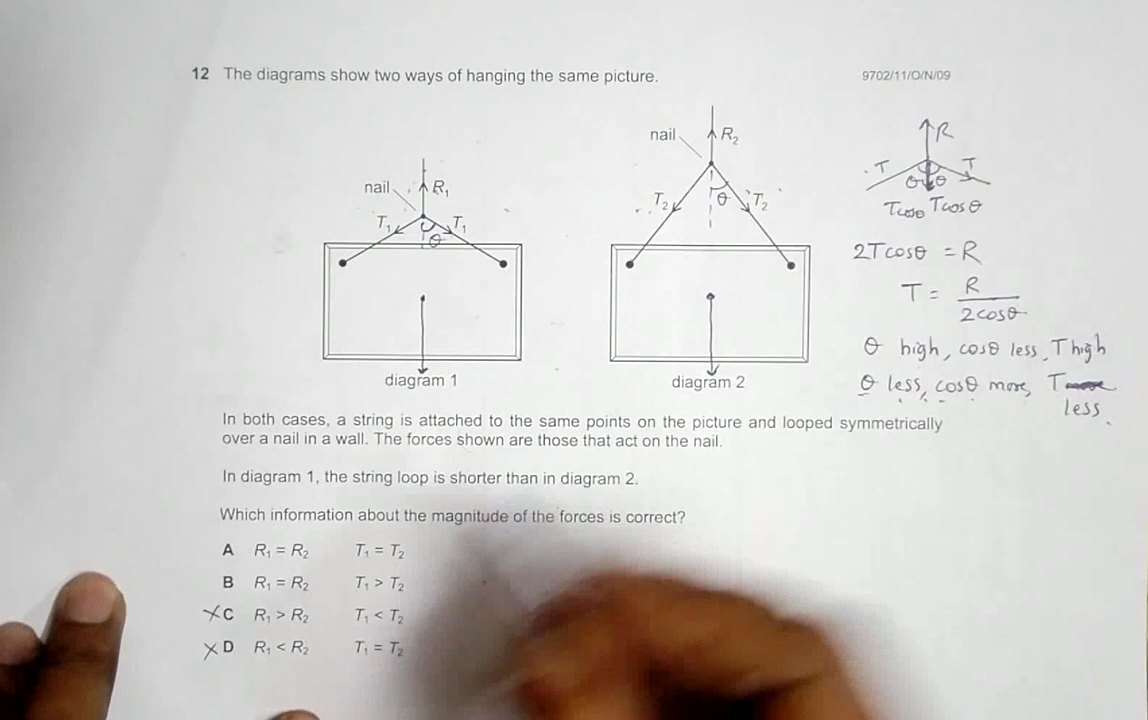 12 The diagrams show two ways of hanging the same picture.
9702/11/O/N/09
nail R₁
T₁ T₁
θ
diagram 1
nail R₂
T₂ θ T₂
diagram 2
R
T T
θ θ
Tcosθ Tcosθ
2Tcosθ = R
T = R
2cosθ
θ high, cosθ less, T high
θ less, cosθ more, T more
less
In both cases, a string is attached to the same points on the picture and looped symmetrically
over a nail in a wall. The forces shown are those that act on the nail.
In diagram 1, the string loop is shorter than in diagram 2.
Which information about the magnitude of the forces is correct?
A R₁ = R₂ T₁ = T₂
B R₁ = R₂ T₁ > T₂
XC R₁ > R₂ T₁ < T₂
X D R₁ < R₂ T₁ = T₂